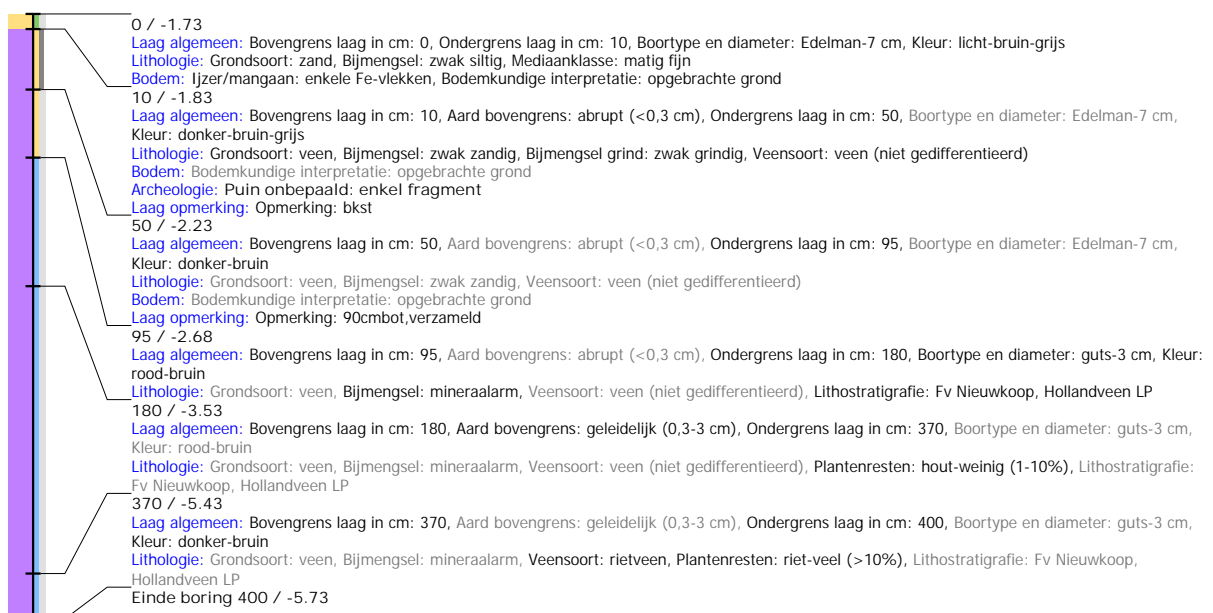 0 / -1.73
Laag algemeen: Bovengrens laag in cm: 0, Ondergrens laag in cm: 10, Boortype en diameter: Edelman-7 cm, Kleur: licht-bruin-grijs
Lithologie: Grondsoort: zand, Bijmengsel: zwak siltig, Mediaanklasse: matig fijn
Bodem: Ijzer/mangaan: enkele Fe-vlekken, Bodemkundige interpretatie: opgebrachte grond
10 / -1.83
Laag algemeen: Bovengrens laag in cm: 10, Aard bovengrens: abrupt (<0,3 cm), Ondergrens laag in cm: 50, Boortype en diameter: Edelman-7 cm,
Kleur: donker-bruin-grijs
Lithologie: Grondsoort: veen, Bijmengsel: zwak zandig, Bijmengsel grind: zwak grindig, Veensoort: veen (niet gedifferentieerd)
Bodem: Bodemkundige interpretatie: opgebrachte grond
Archeologie: Puin onbepaald: enkel fragment
Laag opmerking: Opmerking: bkst
50 / -2.23
Laag algemeen: Bovengrens laag in cm: 50, Aard bovengrens: abrupt (<0,3 cm), Ondergrens laag in cm: 95, Boortype en diameter: Edelman-7 cm,
Kleur: donker-bruin
Lithologie: Grondsoort: veen, Bijmengsel: zwak zandig, Veensoort: veen (niet gedifferentieerd)
Bodem: Bodemkundige interpretatie: opgebrachte grond
Laag opmerking: Opmerking: 90cmbot,verzameld
95 / -2.68
Laag algemeen: Bovengrens laag in cm: 95, Aard bovengrens: abrupt (<0,3 cm), Ondergrens laag in cm: 180, Boortype en diameter: guts-3 cm, Kleur:
rood-bruin
Lithologie: Grondsoort: veen, Bijmengsel: mineraalarm, Veensoort: veen (niet gedifferentieerd), Lithostratigrafie: Fv Nieuwkoop, Hollandveen LP
180 / -3.53
Laag algemeen: Bovengrens laag in cm: 180, Aard bovengrens: geleidelijk (0,3-3 cm), Ondergrens laag in cm: 370, Boortype en diameter: guts-3 cm,
Kleur: rood-bruin
Lithologie: Grondsoort: veen, Bijmengsel: mineraalarm, Veensoort: veen (niet gedifferentieerd), Plantenresten: hout-weinig (1-10%), Lithostratigrafie:
Fv Nieuwkoop, Hollandveen LP
370 / -5.43
Laag algemeen: Bovengrens laag in cm: 370, Aard bovengrens: geleidelijk (0,3-3 cm), Ondergrens laag in cm: 400, Boortype en diameter: guts-3 cm,
Kleur: donker-bruin
Lithologie: Grondsoort: veen, Bijmengsel: mineraalarm, Veensoort: rietveen, Plantenresten: riet-veel (>10%), Lithostratigrafie: Fv Nieuwkoop,
Hollandveen LP
Einde boring 400 / -5.73